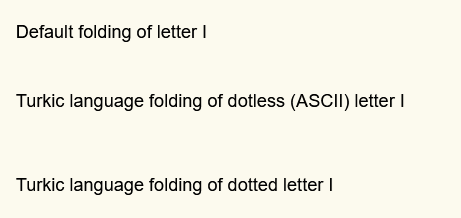 Default folding of letter I
Turkic language folding of dotless (ASCII) letter I
Turkic language folding of dotted letter I